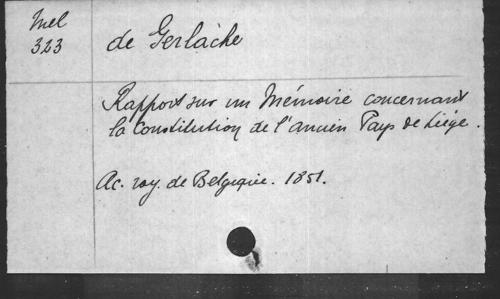 Mel
323
de Gerlache
Rapport sur un Mémoire concernant
la Constitution de l'ancien Pays de Liége.
Ac. roy. de Belgique. 1851.